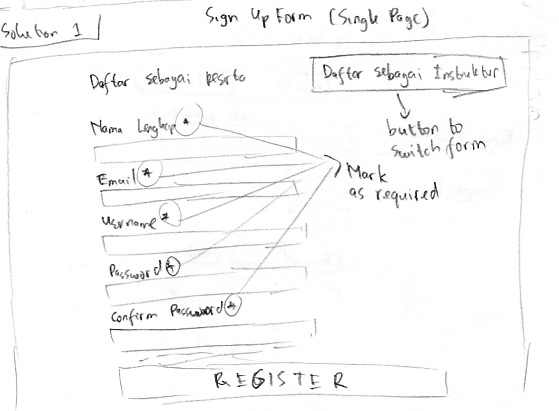 Solution 1
Sign Up Form (Single Page)
Daftar sebagai peserta
Daftar sebagai Instruktur
button to
switch form
Nama Lengkap *
Mark
as required
Email *
Username *
Password *
Confirm Password *
REGISTER